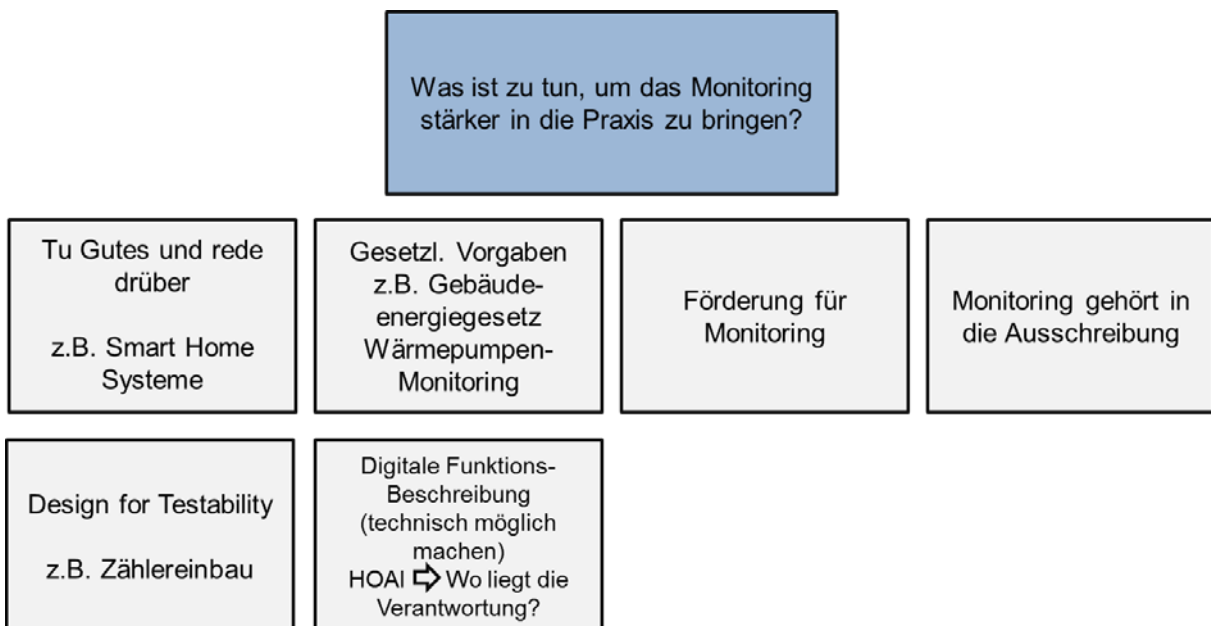 Was ist zu tun, um das Monitoring
stärker in die Praxis zu bringen?
Tu Gutes und rede
drüber
z.B. Smart Home
Systeme
Gesetzl. Vorgaben
z.B. Gebäude-
energiegesetz
Wärmepumpen-
Monitoring
Förderung für
Monitoring
Monitoring gehört in
die Ausschreibung
Design for Testability
z.B. Zählereinbau
Digitale Funktions-
Beschreibung
(technisch möglich
machen)
HOAI ⇨ Wo liegt die
Verantwortung?